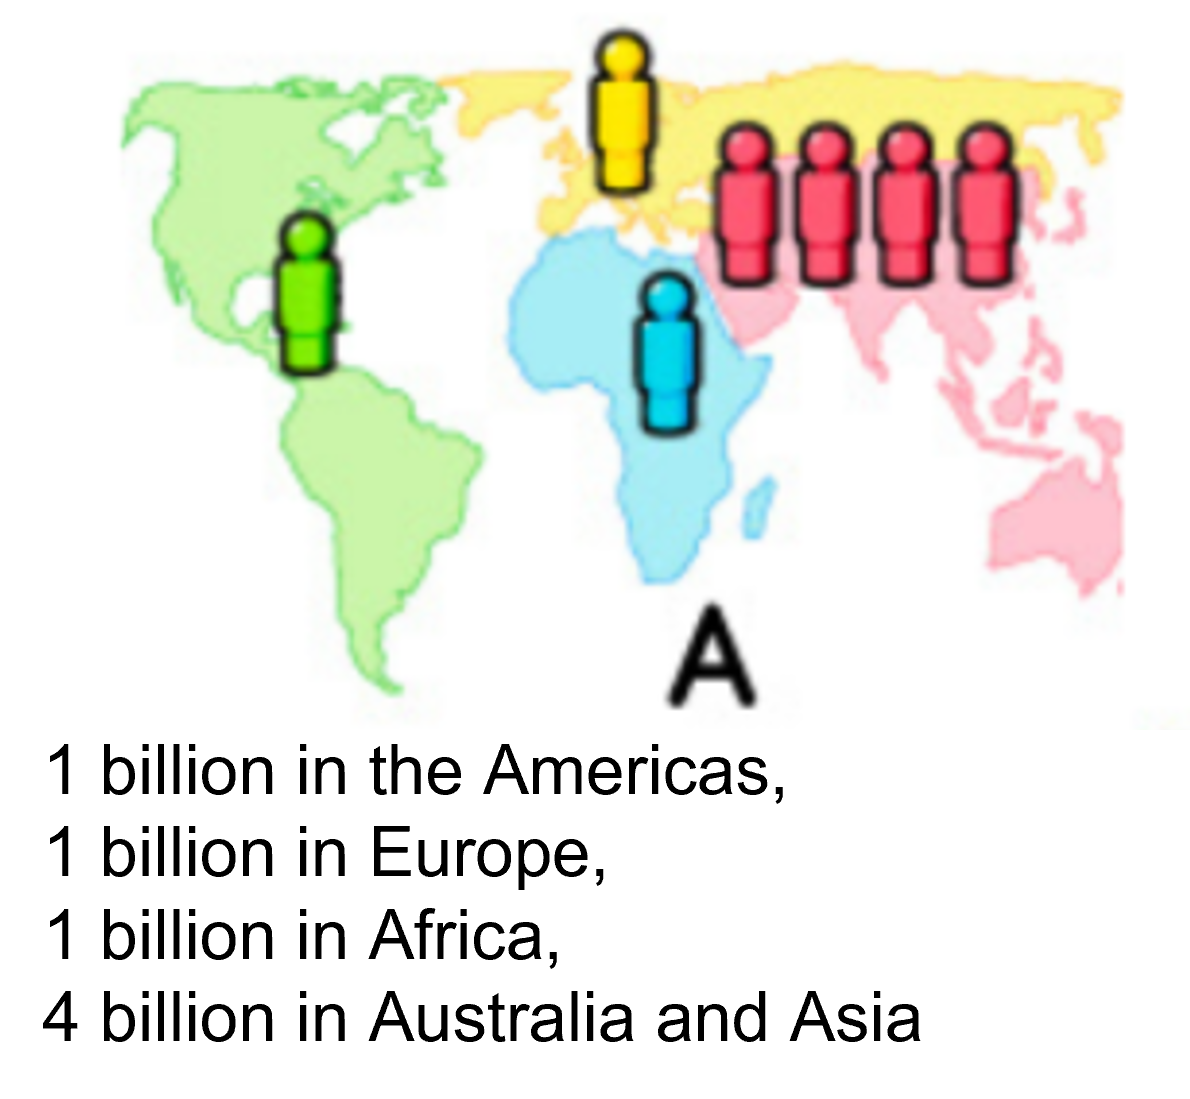 A
1 billion in the Americas,
1 billion in Europe,
1 billion in Africa,
4 billion in Australia and Asia